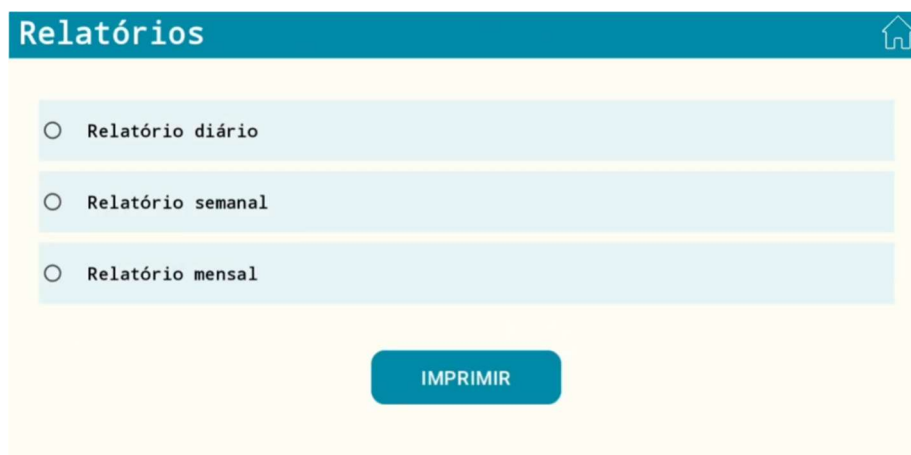 Relatórios
Relatório diário
Relatório semanal
Relatório mensal
IMPRIMIR